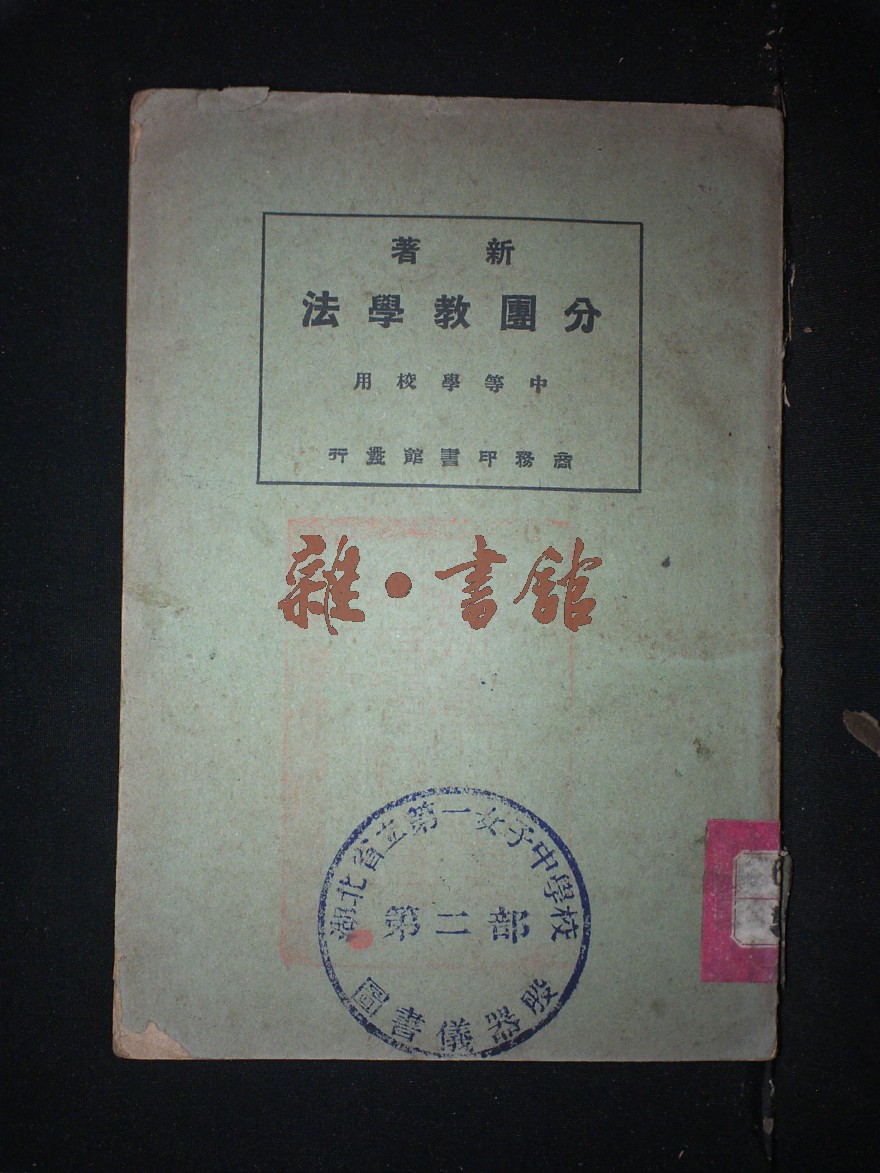 新著
分團教學法
中等學校用
商務印書館發行
雜·書館
湖北省立第一女子中學校
第二部
圖書儀器股